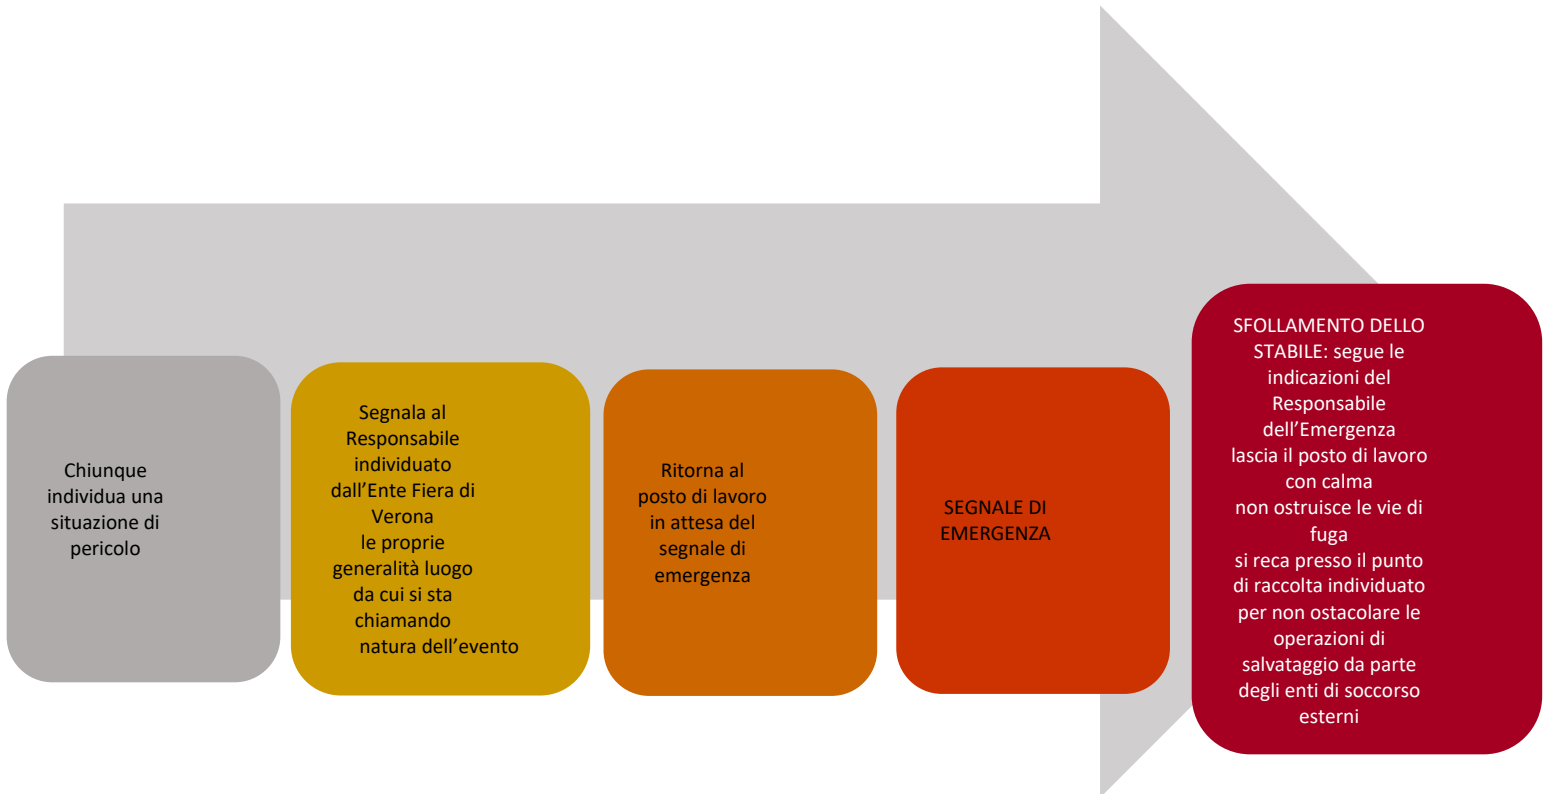 Chiunque
individua una
situazione di
pericolo
Segnala al
Responsabile
individuato
dall’Ente Fiera di
Verona
le proprie
generalità luogo
da cui si sta
chiamando
natura dell’evento
Ritorna al
posto di lavoro
in attesa del
segnale di
emergenza
SEGNALE DI
EMERGENZA
SFOLLAMENTO DELLO
STABILE: segue le
indicazioni del
Responsabile
dell’Emergenza
lascia il posto di lavoro
con calma
non ostruisce le vie di
fuga
si reca presso il punto
di raccolta individuato
per non ostacolare le
operazioni di
salvataggio da parte
degli enti di soccorso
esterni